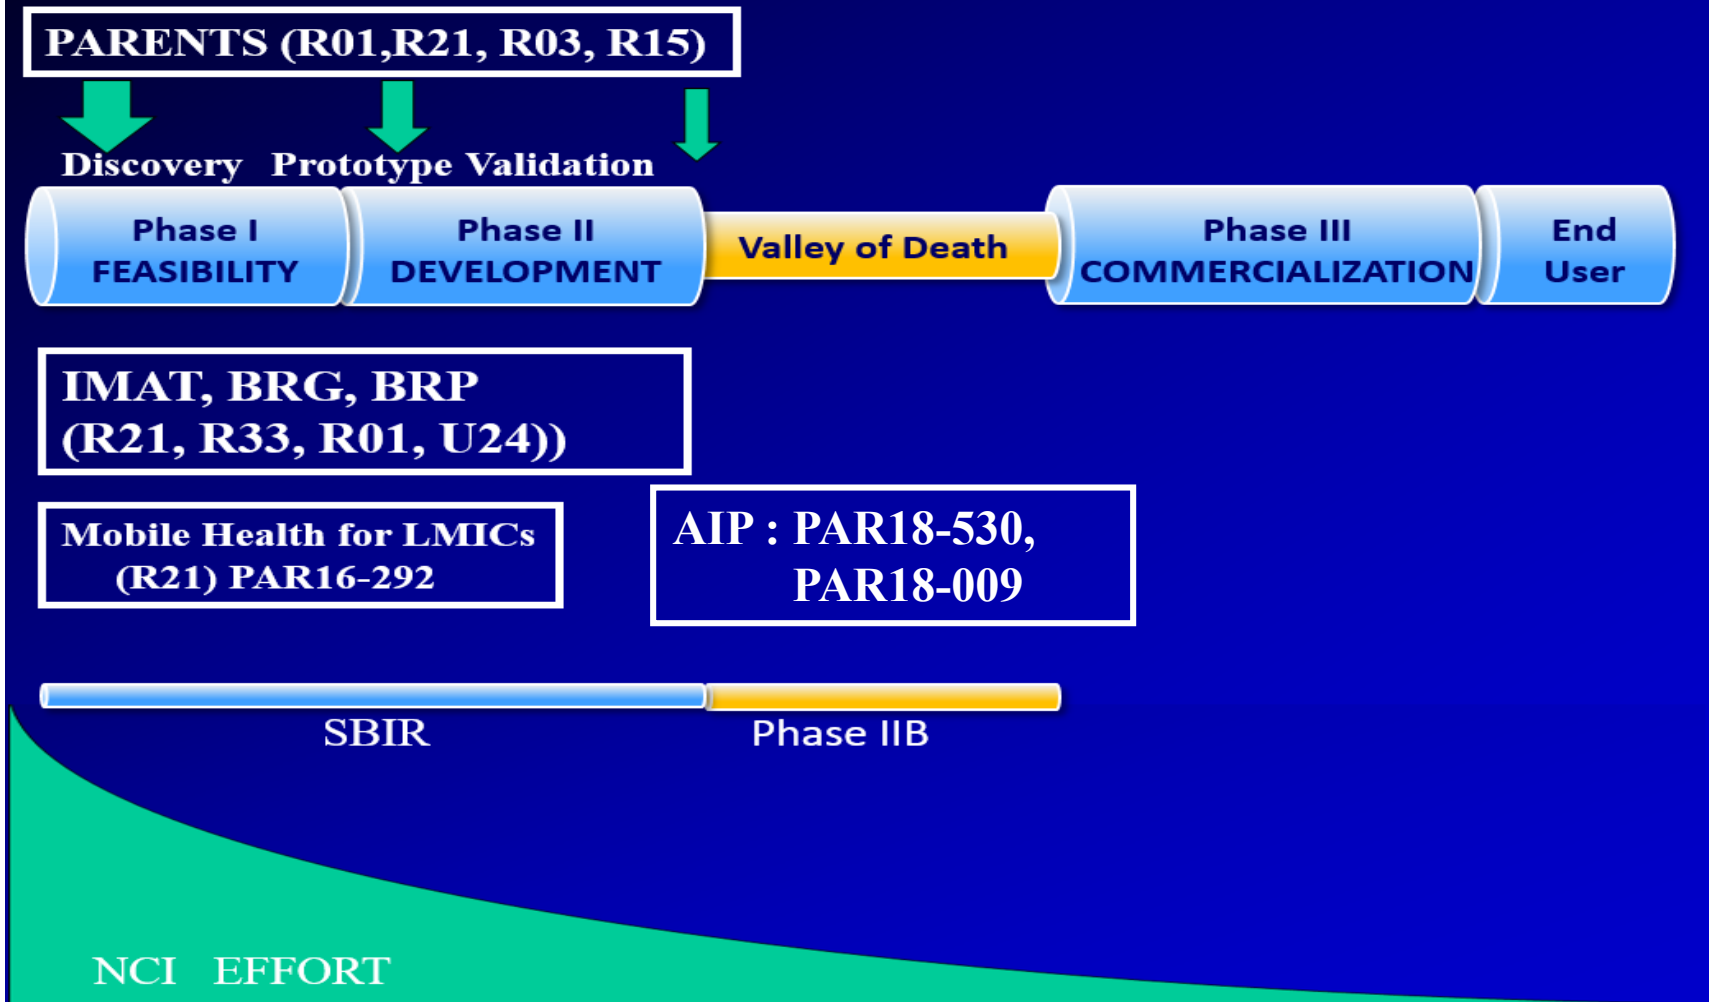 PARENTS (R01,R21, R03, R15)
Discovery Prototype Validation
Phase I
FEASIBILITY
Phase II
DEVELOPMENT
Valley of Death
Phase III
COMMERCIALIZATION
End
User
IMAT, BRG, BRP
(R21, R33, R01, U24))
Mobile Health for LMICs
(R21) PAR16-292
AIP : PAR18-530,
PAR18-009
SBIR
Phase IIB
NCI EFFORT